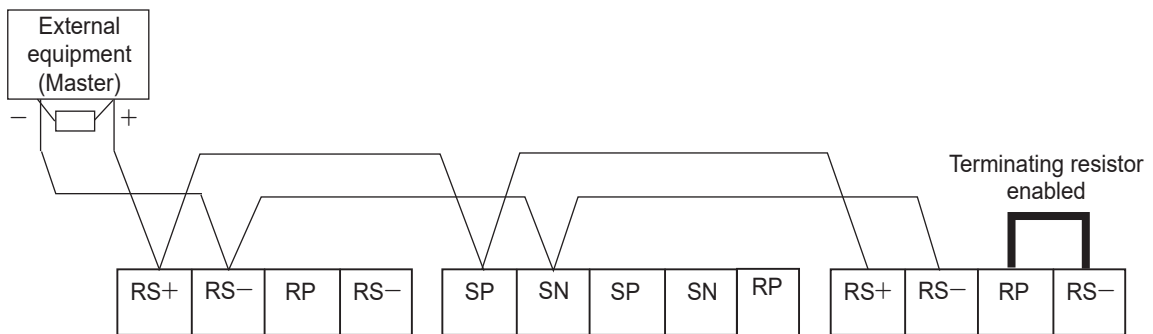 External
equipment
(Master)
− +
Terminating resistor
enabled
RS+ RS− RP RS− SP SN SP SN RP RS+ RS− RP RS−